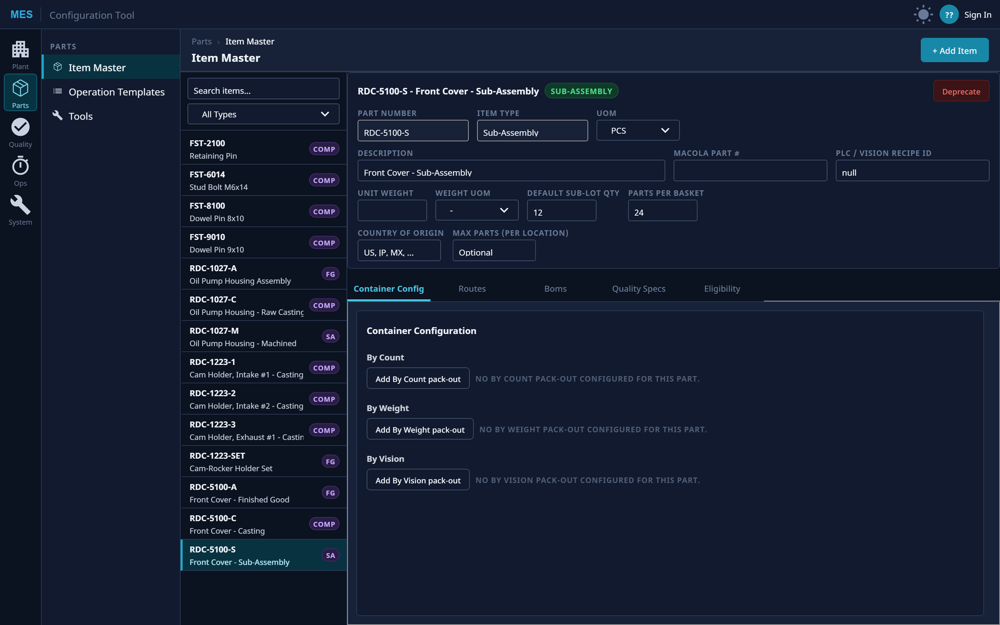 MES
Configuration Tool
??
Sign In
Plant
Parts
Quality
Ops
System
PARTS
Item Master
Operation Templates
Tools
Parts › Item Master
Item Master
+ Add Item
Search items...
All Types
FST-2100
Retaining Pin
COMP
FST-6014
Stud Bolt M6x14
COMP
FST-8100
Dowel Pin 8x10
COMP
FST-9010
Dowel Pin 9x10
COMP
RDC-1027-A
Oil Pump Housing Assembly
FG
RDC-1027-C
Oil Pump Housing - Raw Casting
COMP
RDC-1027-M
Oil Pump Housing - Machined
SA
RDC-1223-1
Cam Holder, Intake #1 - Casting
COMP
RDC-1223-2
Cam Holder, Intake #2 - Casting
COMP
RDC-1223-3
Cam Holder, Exhaust #1 - Castin
COMP
RDC-1223-SET
Cam-Rocker Holder Set
FG
RDC-5100-A
Front Cover - Finished Good
FG
RDC-5100-C
Front Cover - Casting
COMP
RDC-5100-S
Front Cover - Sub-Assembly
SA
RDC-5100-S - Front Cover - Sub-Assembly
SUB-ASSEMBLY
Deprecate
PART NUMBER
RDC-5100-S
ITEM TYPE
Sub-Assembly
UOM
PCS
DESCRIPTION
Front Cover - Sub-Assembly
MACOLA PART #
PLC / VISION RECIPE ID
null
UNIT WEIGHT
WEIGHT UOM
-
DEFAULT SUB-LOT QTY
12
PARTS PER BASKET
24
COUNTRY OF ORIGIN
US, JP, MX, ...
MAX PARTS (PER LOCATION)
Optional
Container Config
Routes
Boms
Quality Specs
Eligibility
Container Configuration
By Count
Add By Count pack-out
NO BY COUNT PACK-OUT CONFIGURED FOR THIS PART.
By Weight
Add By Weight pack-out
NO BY WEIGHT PACK-OUT CONFIGURED FOR THIS PART.
By Vision
Add By Vision pack-out
NO BY VISION PACK-OUT CONFIGURED FOR THIS PART.